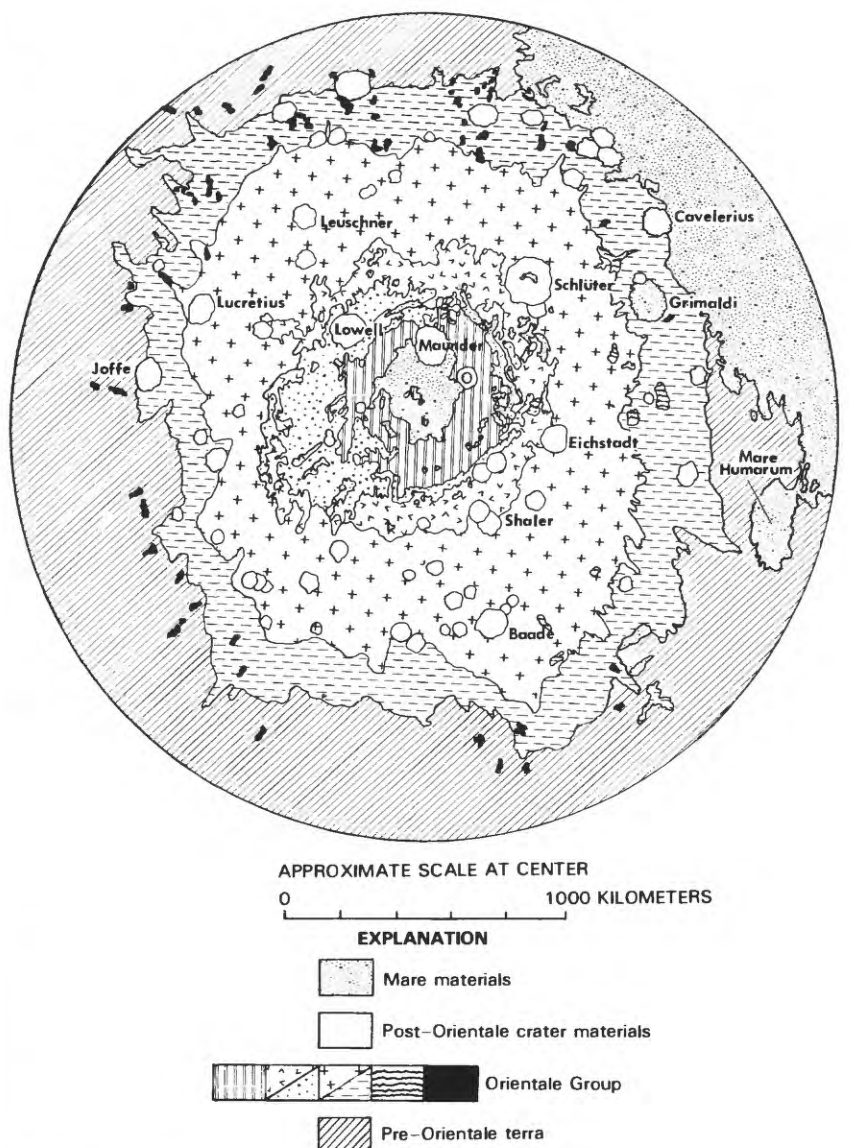 Cavelerius
Leuschner
Schlüter
Lucretius
Grimaldi
Lowell
Maunder
Joffe
Eichstadt
Mare
Humarum
Shaler
Baade
APPROXIMATE SCALE AT CENTER
0 1000 KILOMETERS
EXPLANATION
Mare materials
Post-Orientale crater materials
Orientale Group
Pre-Orientale terra